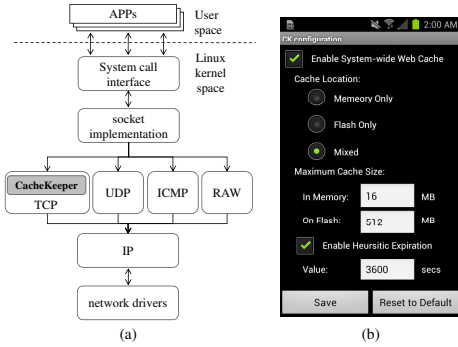 APPs
User
space
System call
interface
Linux
kernel
space
socket
implementation
CacheKeeper
TCP
UDP
ICMP
RAW
IP
network drivers
(a)
2:00 AM
CK configuration
Enable System-wide Web Cache
Cache Location:
Memeory Only
Flash Only
Mixed
Maximum Cache Size:
In Memory: 16 MB
On Flash: 512 MB
Enable Heursitic Expiration
Value: 3600 secs
Save Reset to Default
(b)